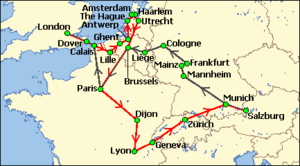 Amsterdam
Haarlem
The Hague
Utrecht
London
Antwerp
Dover
Ghent
Cologne
Calais
Lille
Liège
Frankfurt
Mainz
Brussels
Mannheim
Paris
Munich
Dijon
Salzburg
Zürich
Lyon
Geneva